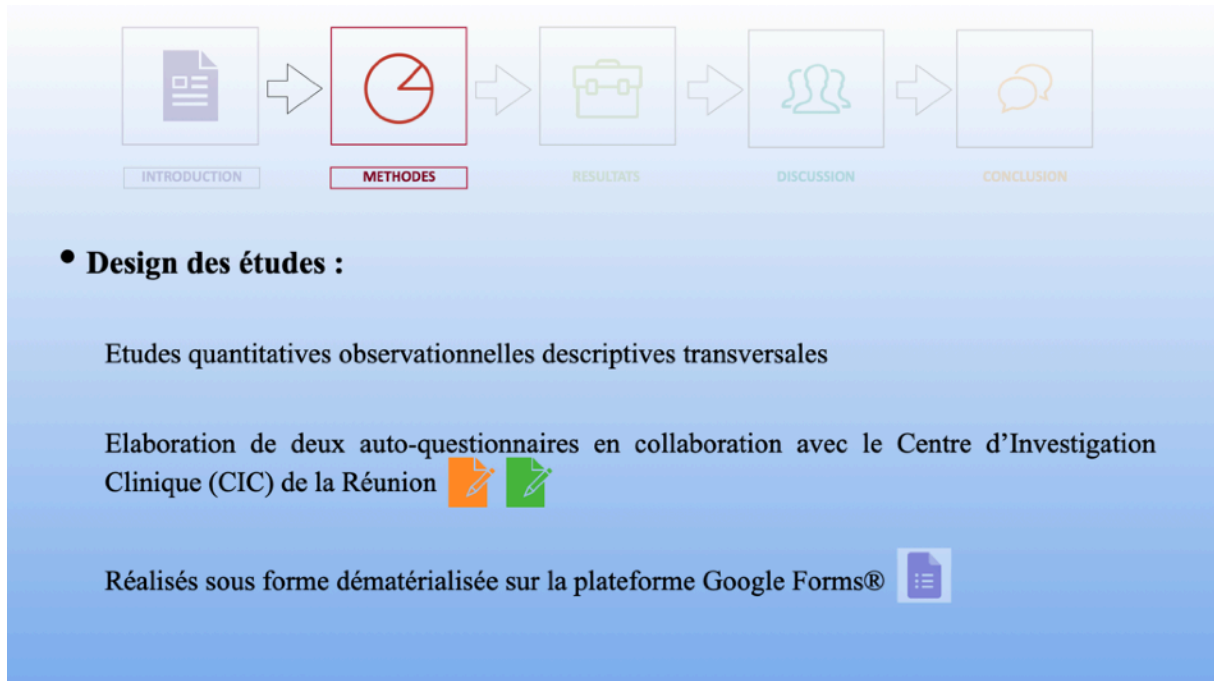 INTRODUCTION
METHODES
RESULTATS
DISCUSSION
CONCLUSION
• Design des études :
Etudes quantitatives observationnelles descriptives transversales
Elaboration de deux auto-questionnaires en collaboration avec le Centre d’Investigation
Clinique (CIC) de la Réunion
Réalisés sous forme dématérialisée sur la plateforme Google Forms®